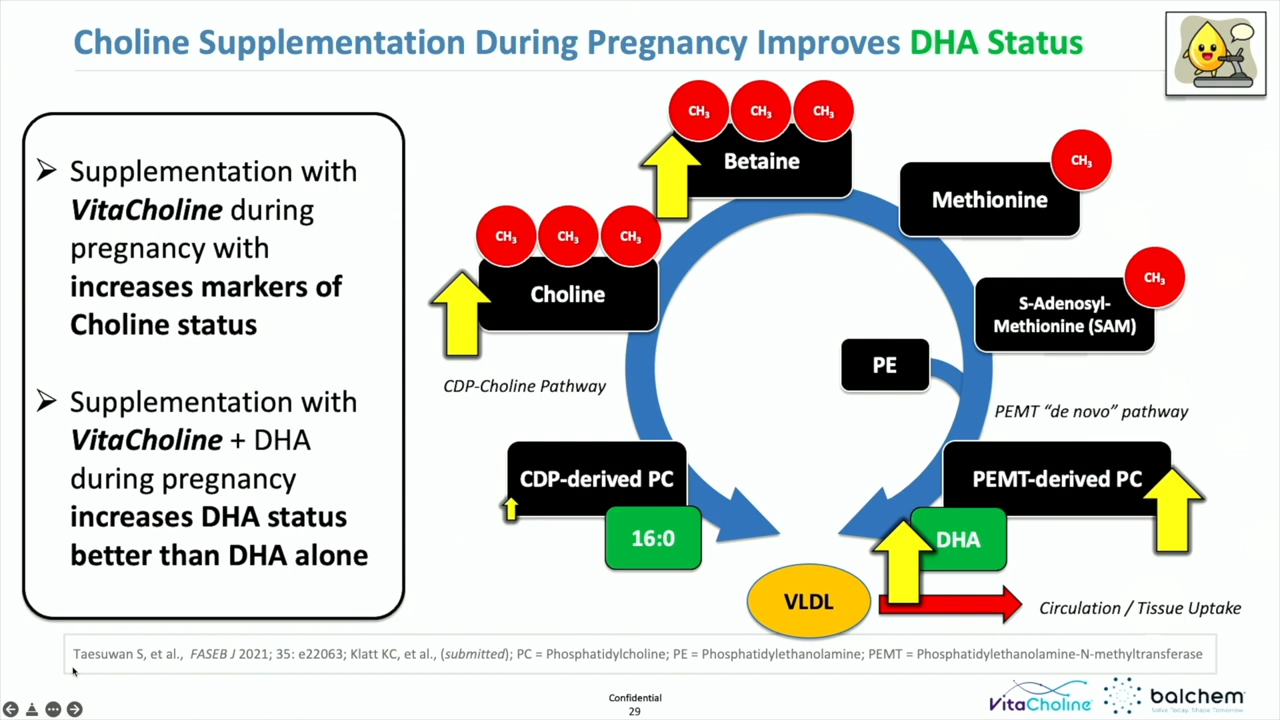 Choline Supplementation During Pregnancy Improves DHA Status
Supplementation with
VitaCholine during
pregnancy with
increases markers of
Choline status
Supplementation with
VitaCholine + DHA
during pregnancy
increases DHA status
better than DHA alone
CH₃ CH₃ CH₃
Betaine
CH₃
Methionine
CH₃ CH₃ CH₃
Choline
CH₃
S-Adenosyl-
Methionine (SAM)
PE
CDP-Choline Pathway
PEMT “de novo” pathway
CDP-derived PC
PEMT-derived PC
16:0
DHA
VLDL
Circulation / Tissue Uptake
Taesuwan S, et al., FASEB J 2021; 35: e22063; Klatt KC, et al., (submitted); PC = Phosphatidylcholine; PE = Phosphatidylethanolamine; PEMT = Phosphatidylethanolamine-N-methyltransferase
Confidential
29
VitaCholine
balchem
Solve Today, Shape Tomorrow